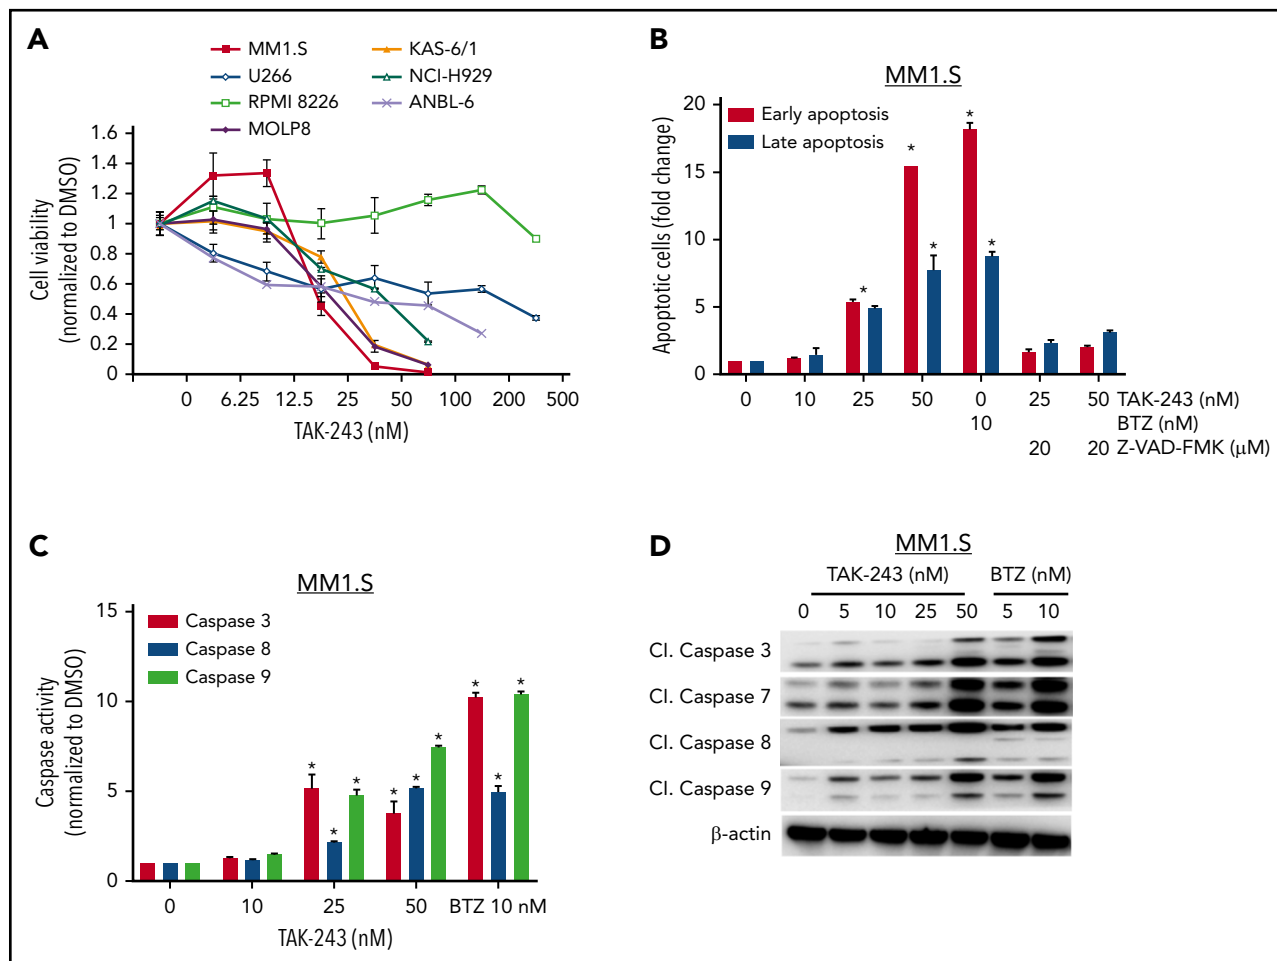 A
MM1.S
U266
RPMI 8226
MOLP8
KAS-6/1
NCI-H929
ANBL-6
Cell viability
(normalized to DMSO)
1.6
1.4
1.2
1
0.8
0.6
0.4
0.2
0
0 6.25 12.5 25 50 100 200 500
TAK-243 (nM)
B
MM1.S
Early apoptosis
Late apoptosis
Apoptotic cells (fold change)
20
15
10
5
0
* * * * *
0 10 25 50 0 25 50 TAK-243 (nM)
10 BTZ (nM)
20 20 Z-VAD-FMK (μM)
C
MM1.S
Caspase 3
Caspase 8
Caspase 9
Caspase activity
(normalized to DMSO)
15
10
5
0
* * * * * * * * *
0 10 25 50 BTZ 10 nM
TAK-243 (nM)
D
MM1.S
TAK-243 (nM) BTZ (nM)
0 5 10 25 50 5 10
Cl. Caspase 3
Cl. Caspase 7
Cl. Caspase 8
Cl. Caspase 9
β-actin